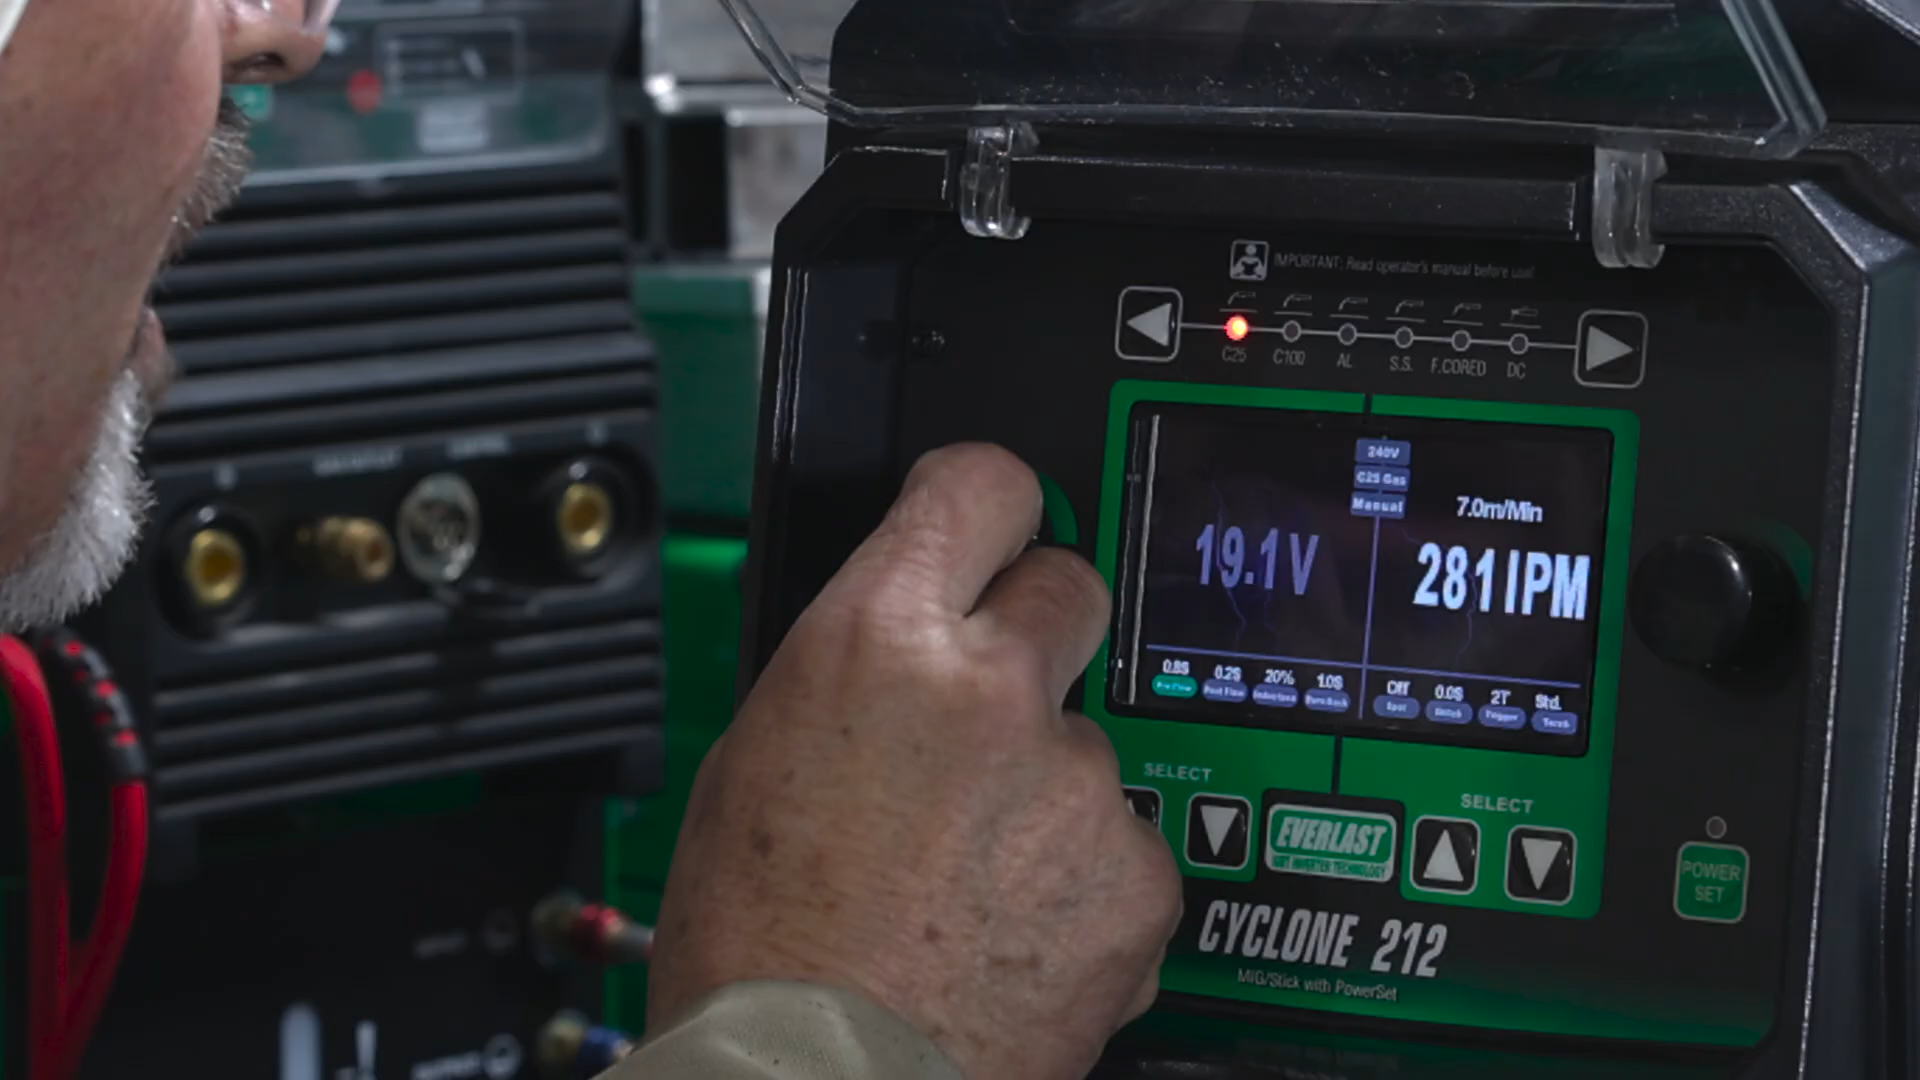 IMPORTANT: Read operator's manual before use!
C25 C100 AL S.S. F.CORED DC
240V
C25 Gas
Manual
7.0m/Min
19.1V
281IPM
0.8S 0.2S 20% 1.0S Off 0.0S 2T Std.
Pre Flow Post Flow Inductance Burn Back Spot Stitch Trigger Torch
SELECT
SELECT
EVERLAST
IGBT INVERTER TECHNOLOGY
POWER
SET
CYCLONE 212
MIG/Stick with PowerSet